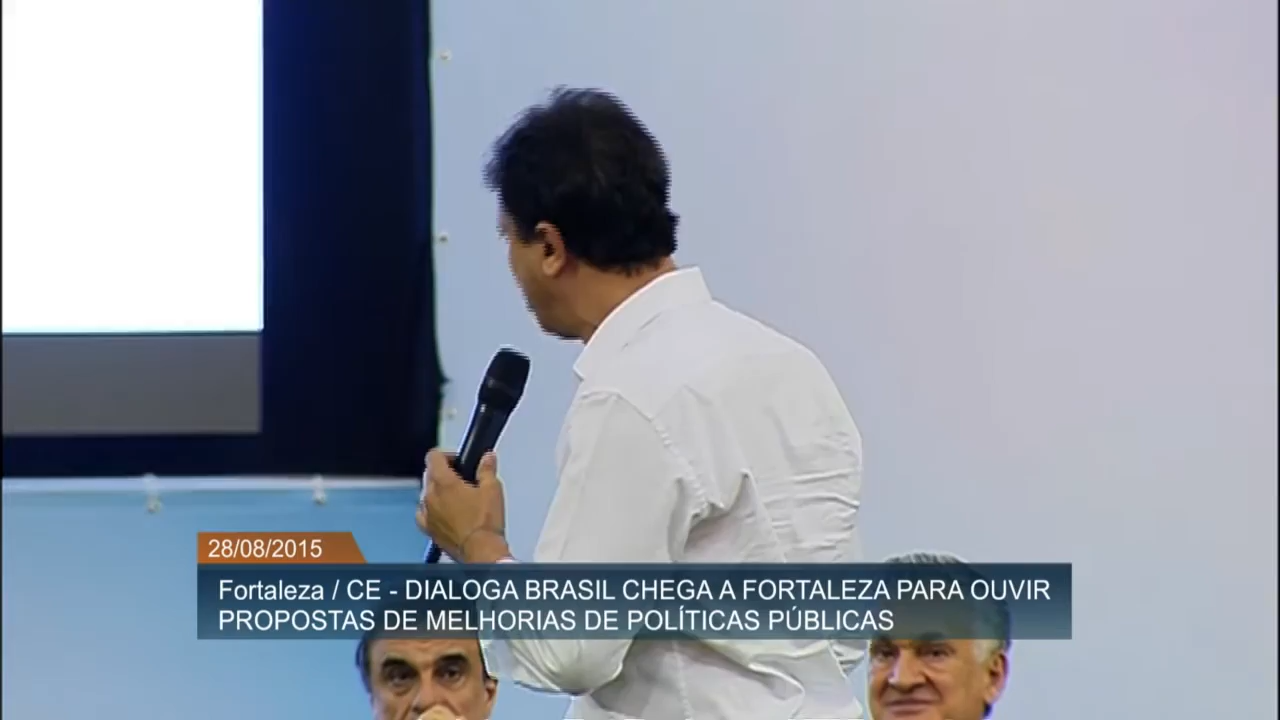 28/08/2015
Fortaleza / CE - DIALOGA BRASIL CHEGA A FORTALEZA PARA OUVIR
PROPOSTAS DE MELHORIAS DE POLÍTICAS PÚBLICAS